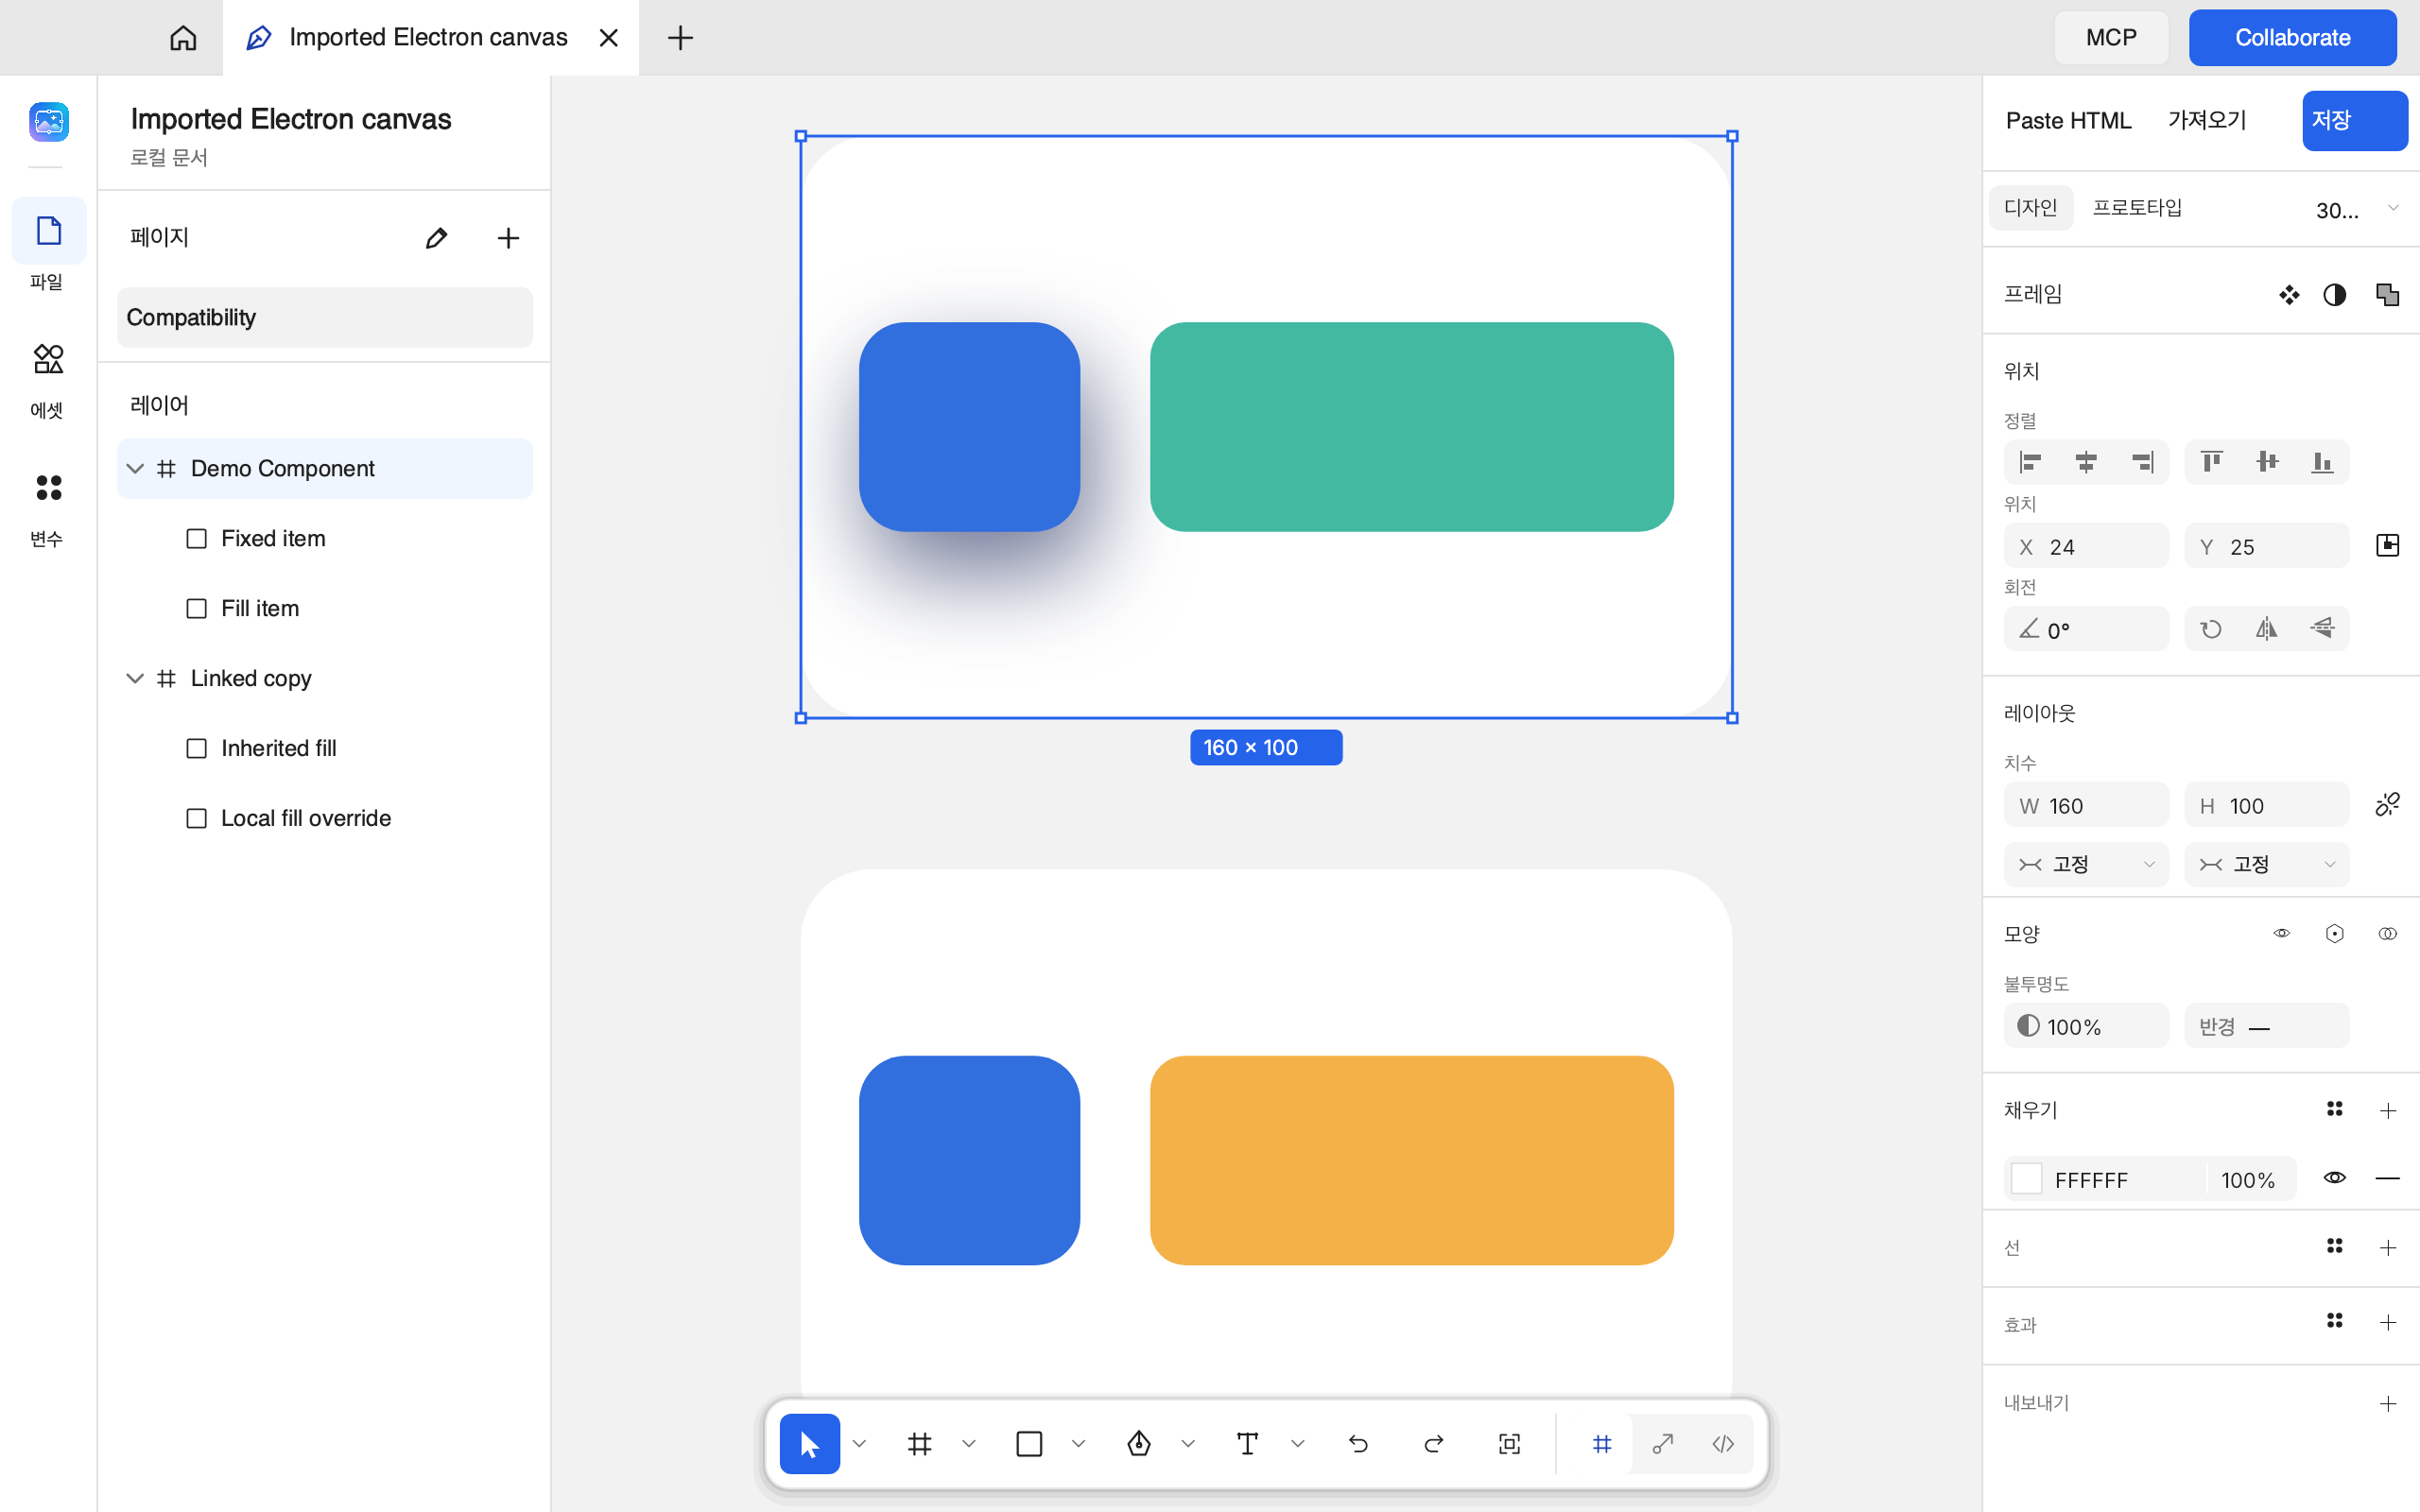 Imported Electron canvas
MCP
Collaborate
Imported Electron canvas
로컬 문서
파일
에셋
변수
페이지
Compatibility
레이어
Demo Component
Fixed item
Fill item
Linked copy
Inherited fill
Local fill override
160 × 100
Paste HTML
가져오기
저장
디자인
프로토타입
30...
프레임
위치
정렬
위치
X 24
Y 25
회전
0°
레이아웃
치수
W 160
H 100
고정
고정
모양
불투명도
100%
반경 —
채우기
FFFFFF
100%
선
효과
내보내기